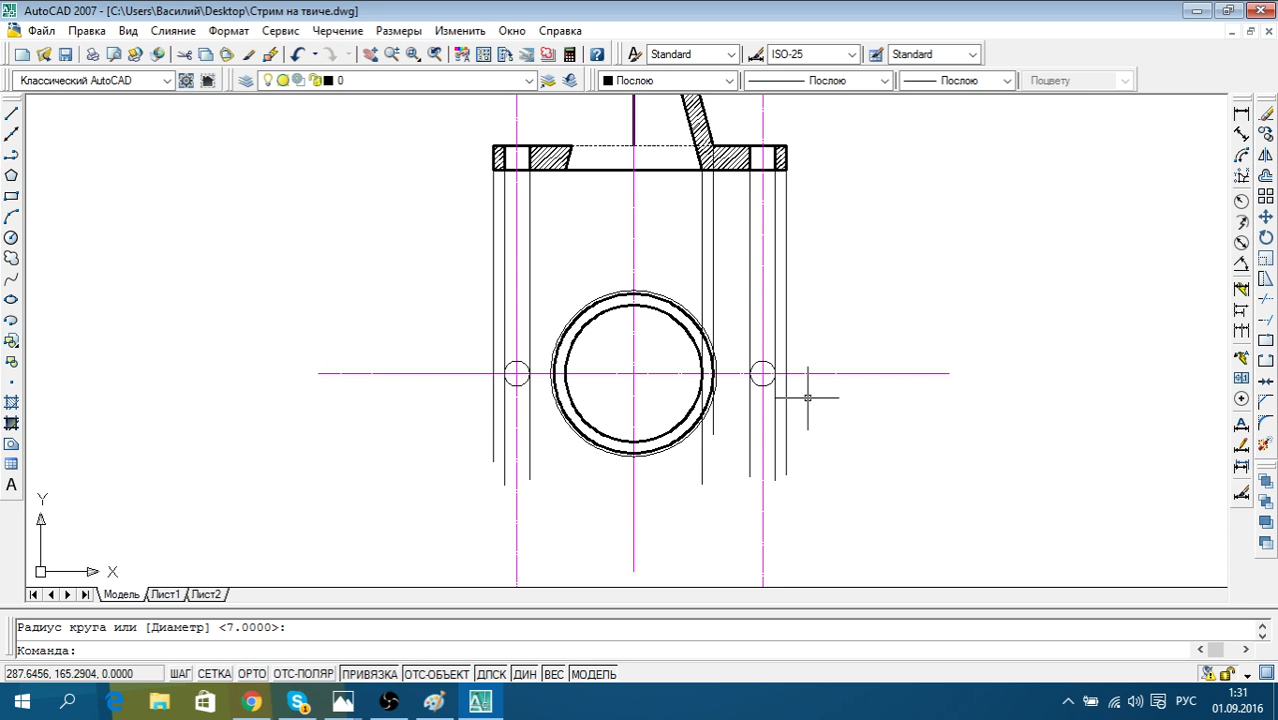 AutoCAD 2007 - [C:\Users\Василий\Desktop\Стрим на твиче.dwg]
Файл Правка Вид Слияние Формат Сервис Черчение Размеры Изменить Окно Справка
Standard ISO-25 Standard
Классический AutoCAD 0 Послою Послою Послою Поцвету
Y
X
Модель Лист1 Лист2
Радиус круга или [Диаметр] <7.0000>:
Команда:
287.6456, 165.2904, 0.0000 ШАГ СЕТКА ОРТО ОТС-ПОЛЯР ПРИВЯЗКА ОТС-ОБЪЕКТ ДПСК ДИН ВЕС МОДЕЛЬ
РУС
1:31
01.09.2016